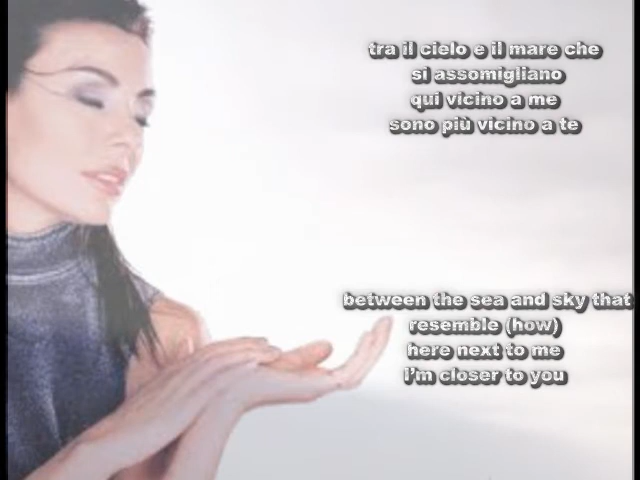 tra il cielo e il mare che
si assomigliano
qui vicino a me
sono più vicino a te
between the sea and sky that
resemble (how)
here next to me
I'm closer to you